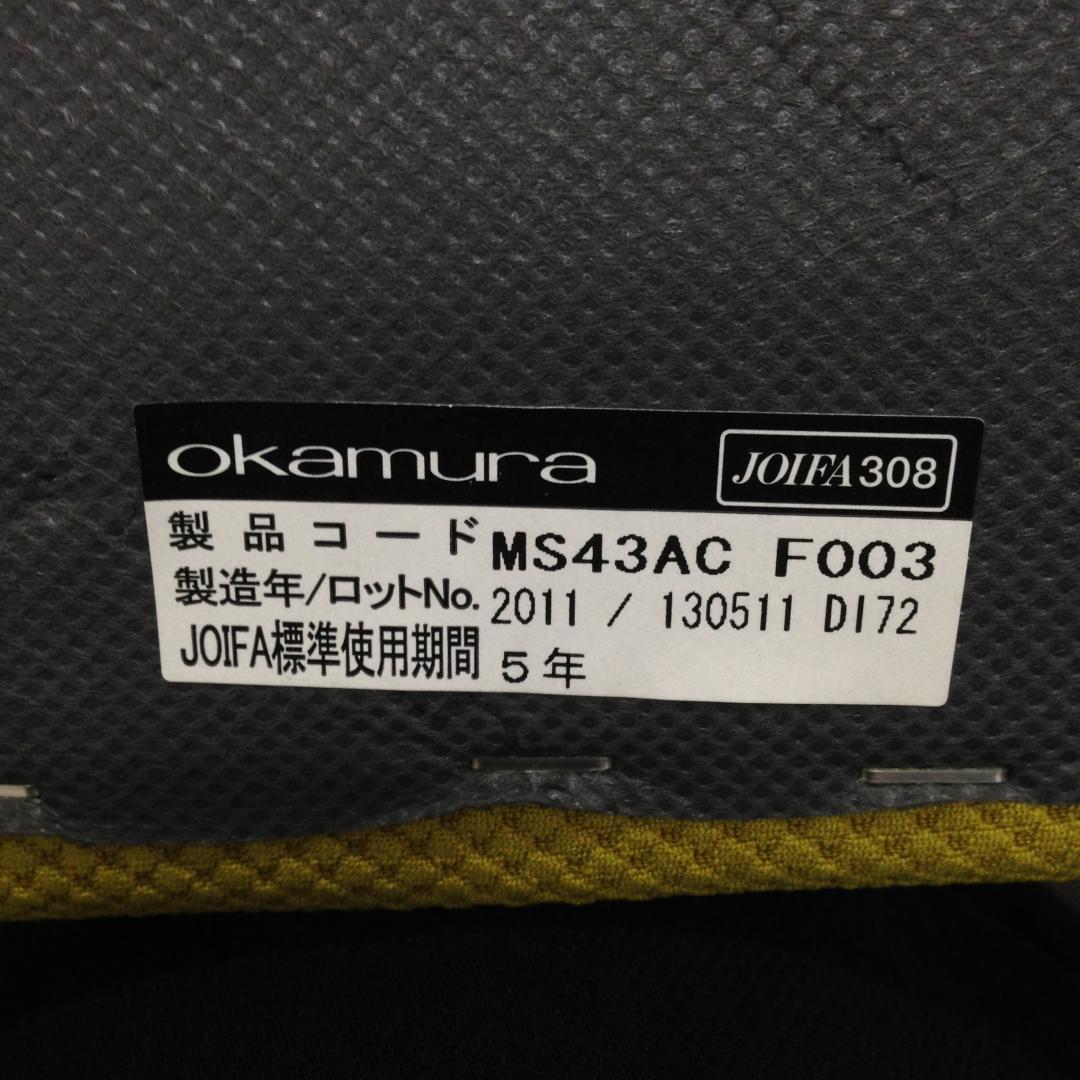 okamura
JOIFA308
製品コード MS43AC F003
製造年/ロットNo. 2011 / 130511 DI72
JOIFA標準使用期間 5年